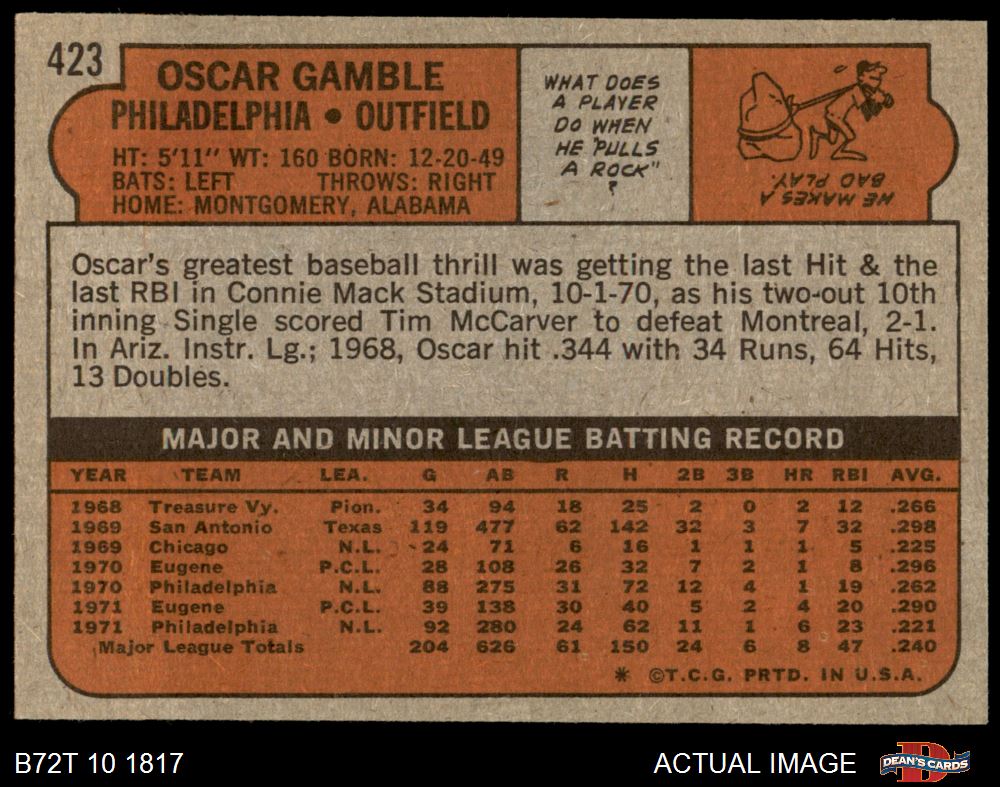 423
OSCAR GAMBLE
PHILADELPHIA • OUTFIELD
HT: 5'11" WT: 160 BORN: 12-20-49
BATS: LEFT THROWS: RIGHT
HOME: MONTGOMERY, ALABAMA
WHAT DOES
A PLAYER
DO WHEN
HE "PULLS
A ROCK"
?
HE MAKES A
BAD PLAY.
Oscar's greatest baseball thrill was getting the last Hit & the
last RBI in Connie Mack Stadium, 10-1-70, as his two-out 10th
inning Single scored Tim McCarver to defeat Montreal, 2-1.
In Ariz. Instr. Lg.; 1968, Oscar hit .344 with 34 Runs, 64 Hits,
13 Doubles.
MAJOR AND MINOR LEAGUE BATTING RECORD
YEAR TEAM LEA. G AB R H 2B 3B HR RBI AVG.
1968 Treasure Vy. Pion. 34 94 18 25 2 0 2 12 .266
1969 San Antonio Texas 119 477 62 142 32 3 7 32 .298
1969 Chicago N.L. 24 71 6 16 1 1 1 5 .225
1970 Eugene P.C.L. 28 108 26 32 7 2 1 8 .296
1970 Philadelphia N.L. 88 275 31 72 12 4 1 19 .262
1971 Eugene P.C.L. 39 138 30 40 5 2 4 20 .290
1971 Philadelphia N.L. 92 280 24 62 11 1 6 23 .221
Major League Totals 204 626 61 150 24 6 8 47 .240
* ©T.C.G. PRTD. IN U.S.A.
B72T 10 1817
ACTUAL IMAGE
DEAN'S CARDS